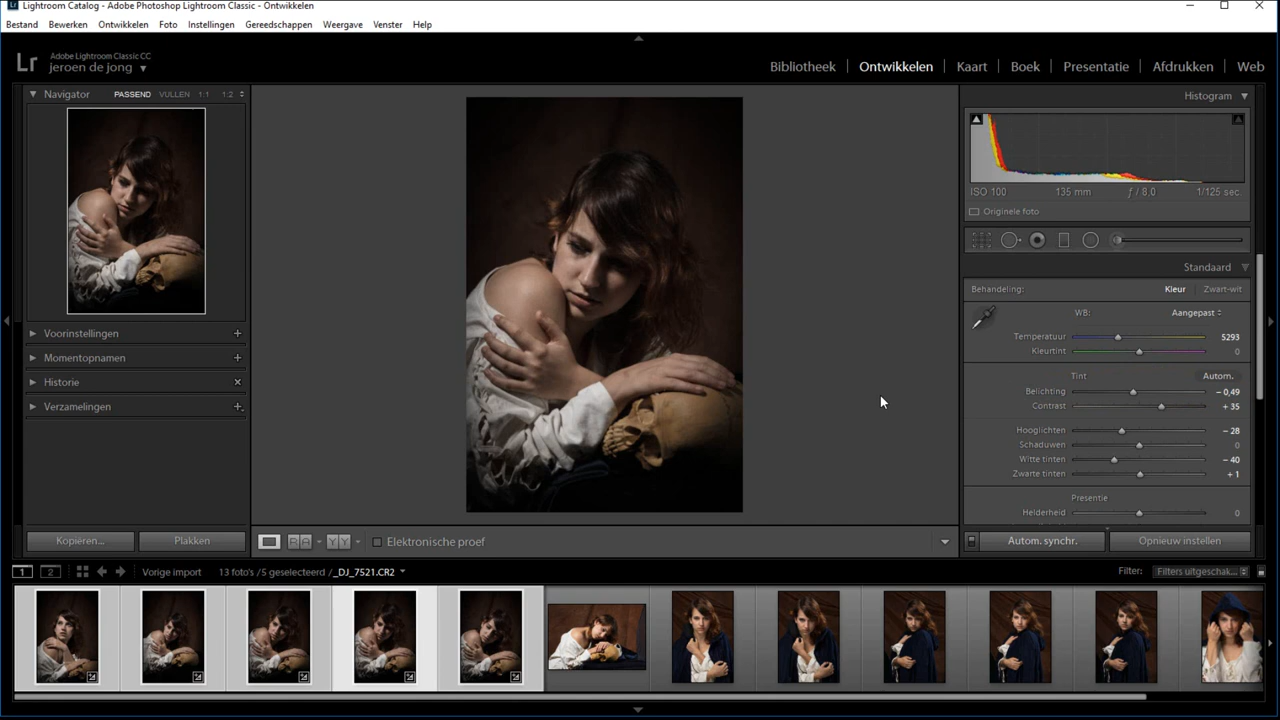 Lightroom Catalog - Adobe Photoshop Lightroom Classic - Ontwikkelen
Bestand Bewerken Ontwikkelen Foto Instellingen Gereedschappen Weergave Venster Help
Lr Adobe Lightroom Classic CC
jeroen de jong
Bibliotheek Ontwikkelen Kaart Boek Presentatie Afdrukken Web
Navigator PASSEND VULLEN 1:1 1:2
Histogram
ISO 100 135 mm ƒ / 8,0 1/125 sec.
Originele foto
Standaard
Behandeling: Kleur Zwart-wit
WB: Aangepast
Temperatuur 5293
Kleurtint 0
Tint Autom.
Belichting – 0,49
Contrast + 35
Hooglichten – 28
Schaduwen 0
Witte tinten – 40
Zwarte tinten + 1
Presentie
Helderheid 0
Voorinstellingen
Momentopnamen
Historie
Verzamelingen
Kopiëren... Plakken
R A Y Y Elektronische proef
Autom. synchr. Opnieuw instellen
1 2 Vorige import 13 foto's /5 geselecteerd /_DJ_7521.CR2
Filter: Filters uitgeschak...